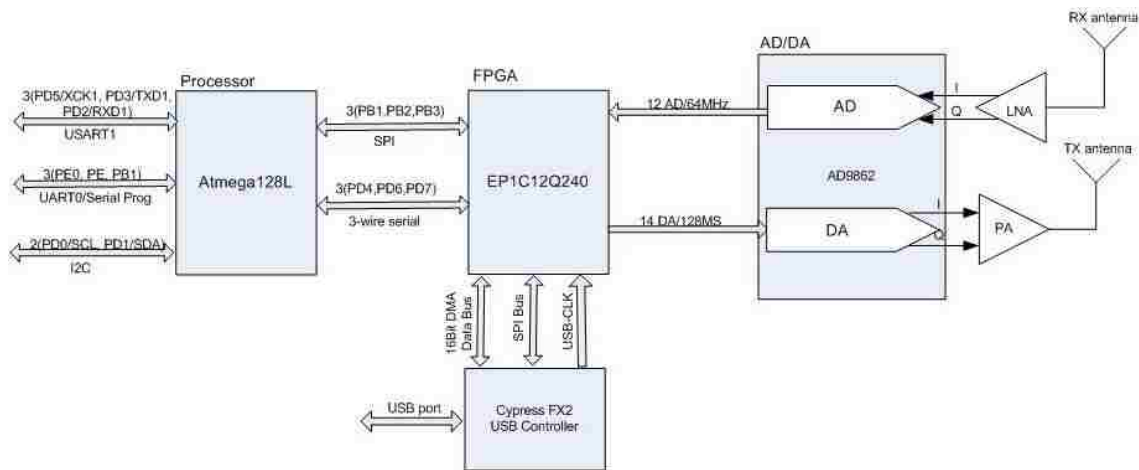 RX antenna
AD/DA
Processor
FPGA
3(PD5/XCK1, PD3/TXD1,
PD2/RXD1)
USART1
3(PB1,PB2,PB3)
SPI
12 AD/64MHz
AD
I
Q
LNA
TX antenna
3(PE0, PE, PB1)
UART0/Serial Prog
Atmega128L
EP1C12Q240
AD9862
3(PD4,PD6,PD7)
3-wire serial
14 DA/128MS
DA
I
Q
PA
2(PD0/SCL, PD1/SDA)
I2C
16Bit DMA
Data Bus
SPI Bus
USB-CLK
USB port
Cypress FX2
USB Controller